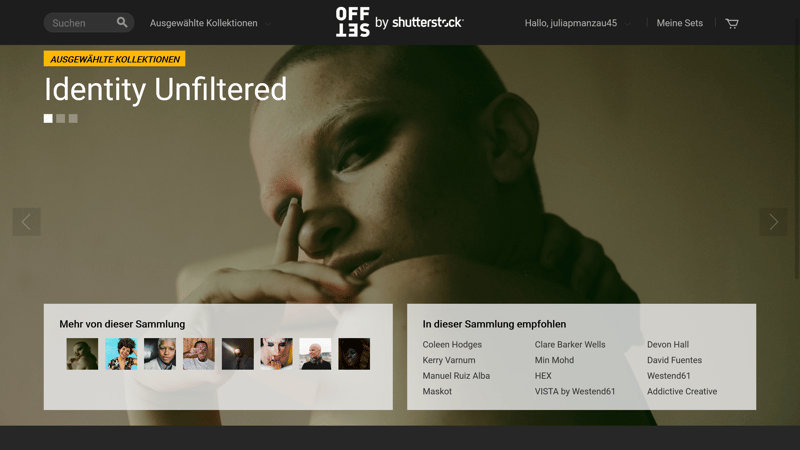 Suchen
Ausgewählte Kollektionen
OFF
SET
by shutterstock
Hallo, juliapmanzau45
Meine Sets
AUSGEWÄHLTE KOLLEKTIONEN
Identity Unfiltered
Mehr von dieser Sammlung
In dieser Sammlung empfohlen
Coleen Hodges
Clare Barker Wells
Devon Hall
Kerry Varnum
Min Mohd
David Fuentes
Manuel Ruiz Alba
HEX
Westend61
Maskot
VISTA by Westend61
Addictive Creative